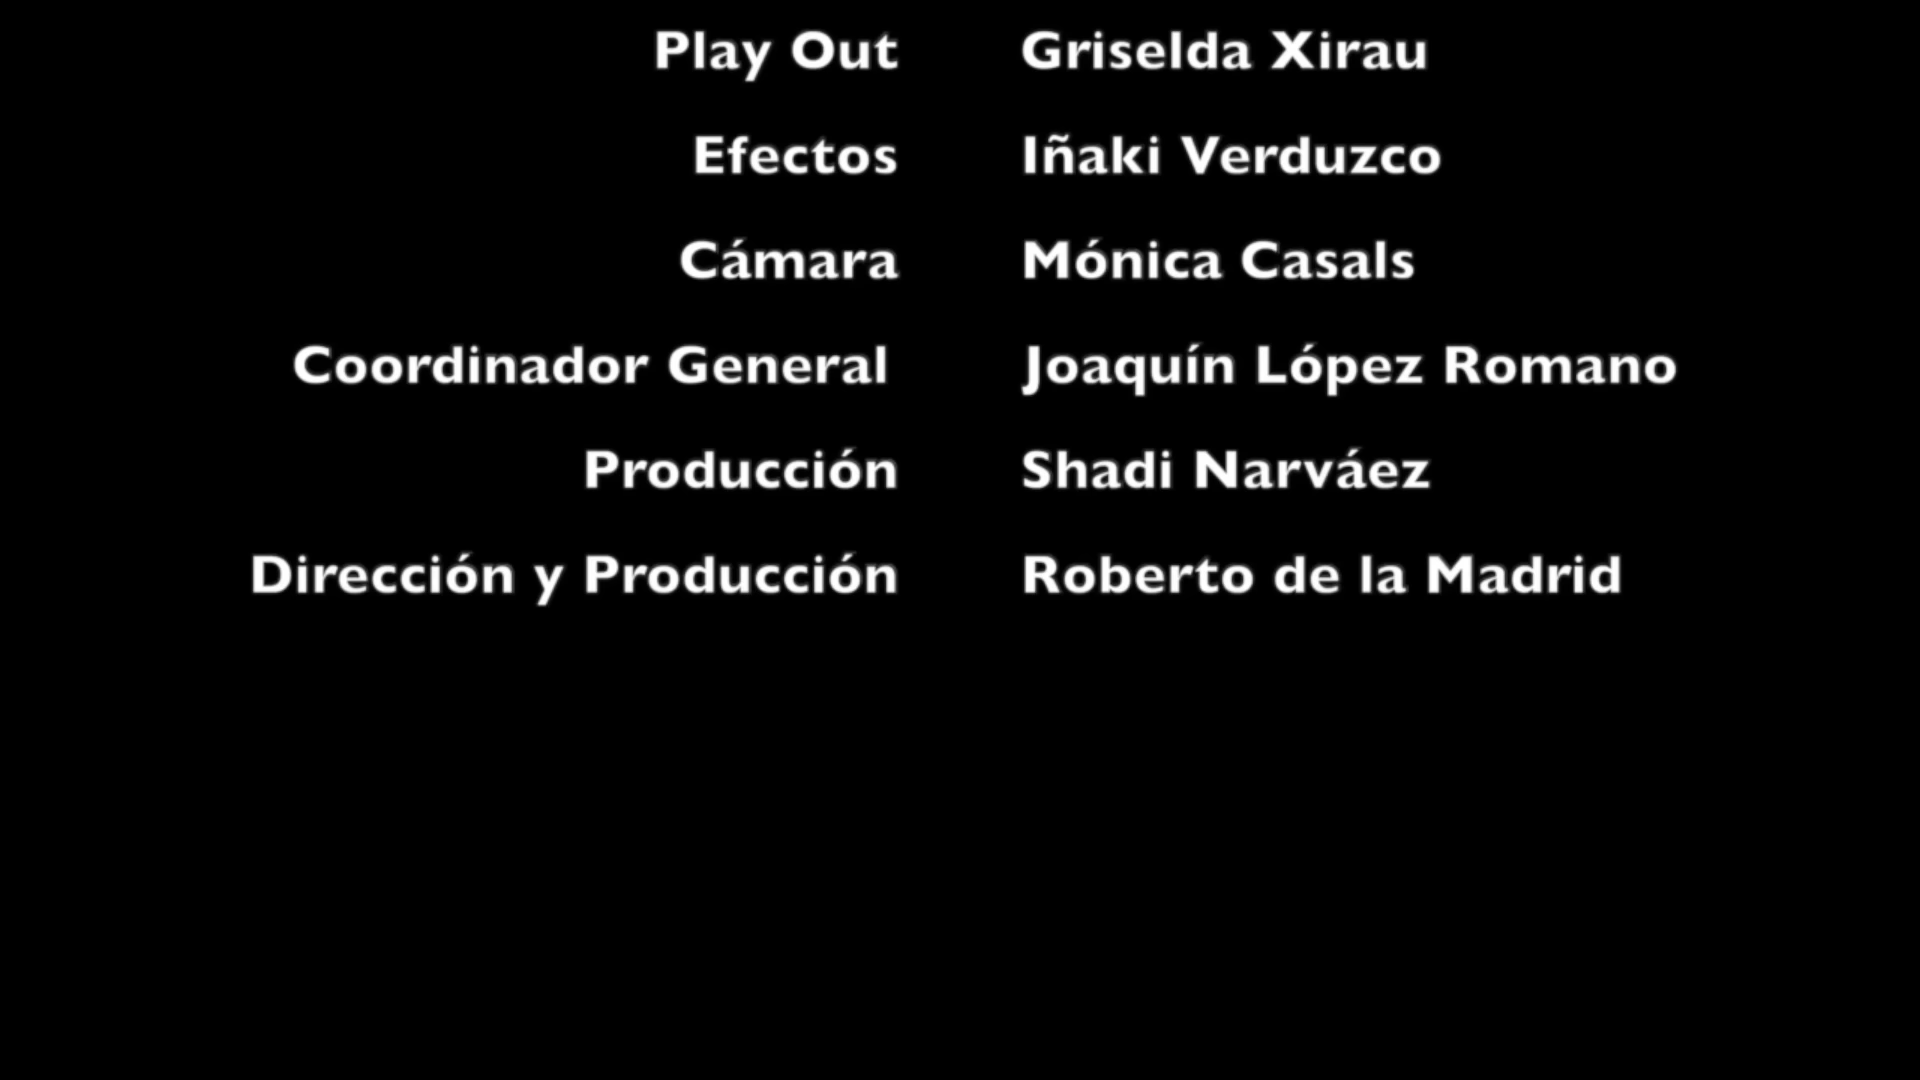 Play Out Griselda Xirau
Efectos Iñaki Verduzco
Cámara Mónica Casals
Coordinador General Joaquín López Romano
Producción Shadi Narváez
Dirección y Producción Roberto de la Madrid